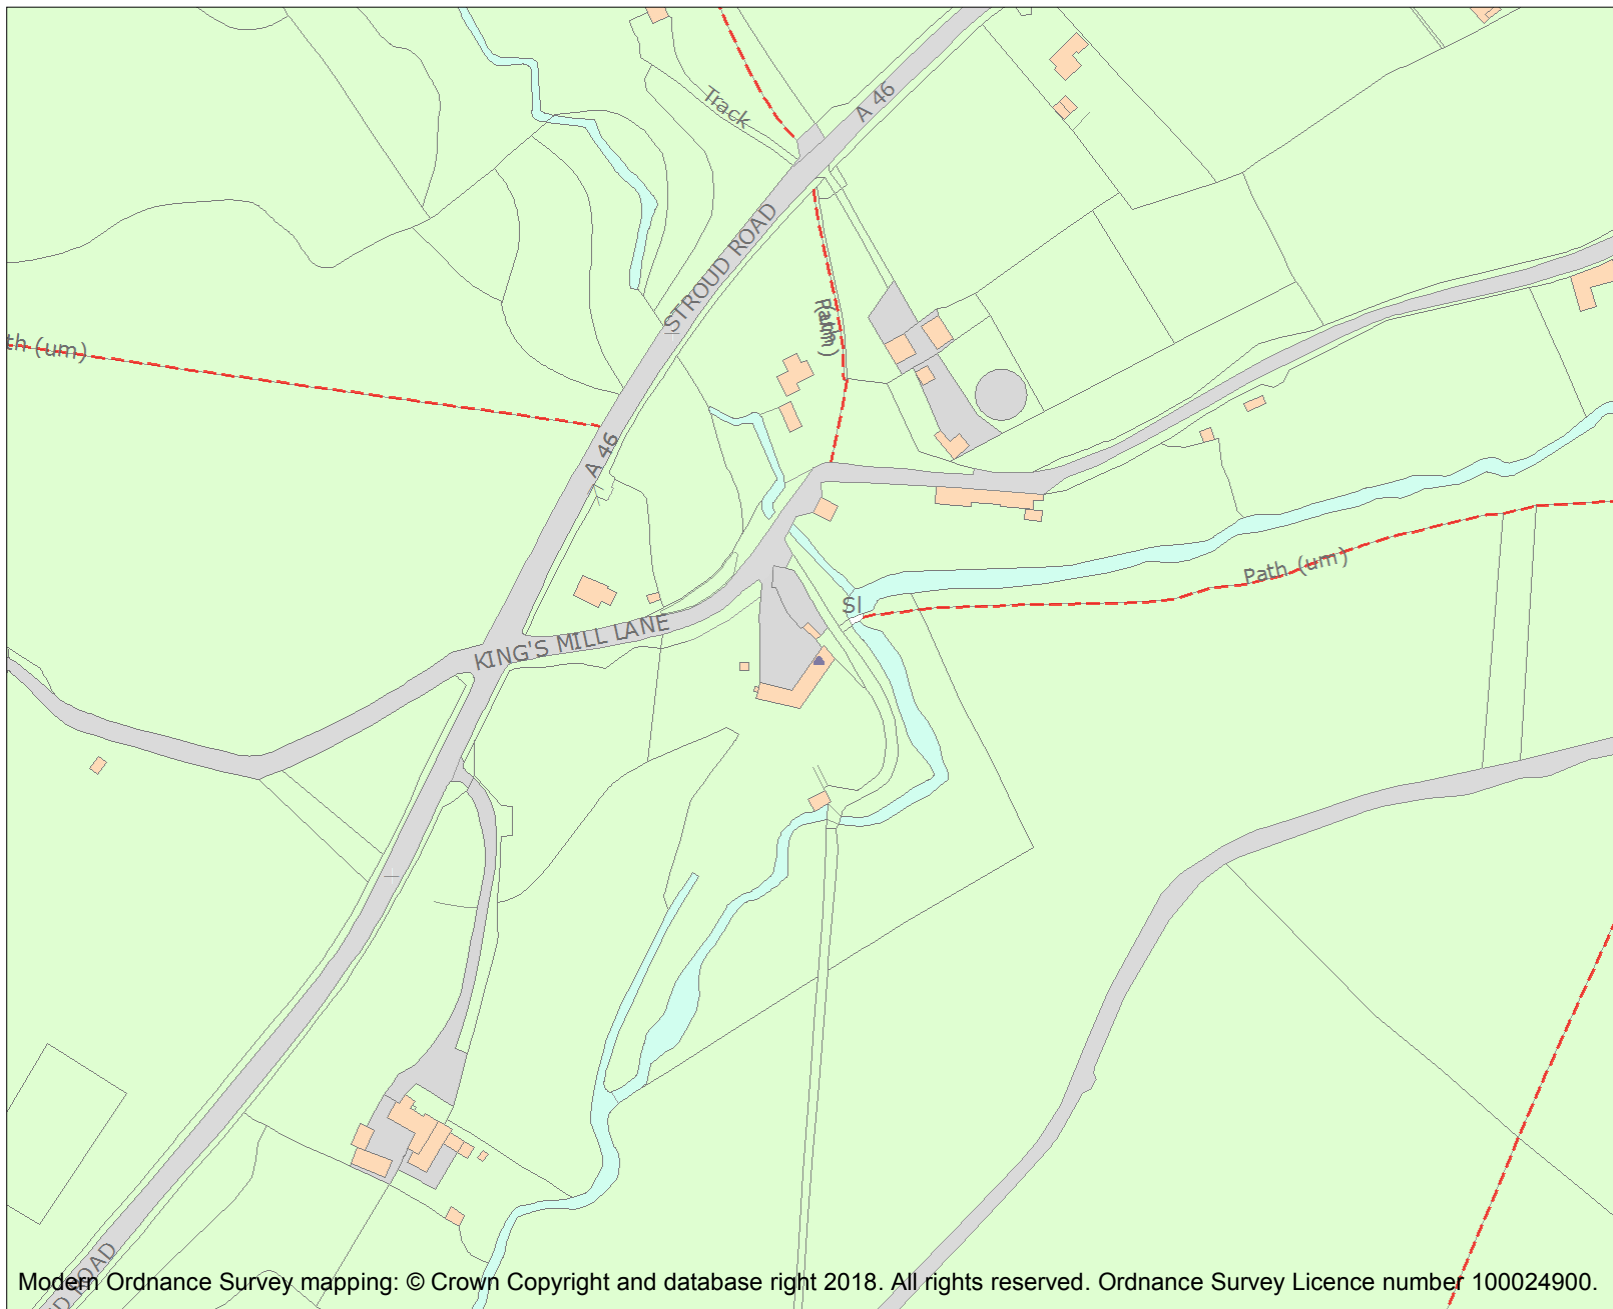 Track
A 46
STROUD ROAD
Path
(um)
th (um)
A 46
Path (um)
Sl
KING'S MILL LANE
D ROAD
Modern Ordnance Survey mapping: © Crown Copyright and database right 2018. All rights reserved. Ordnance Survey Licence number 100024900.